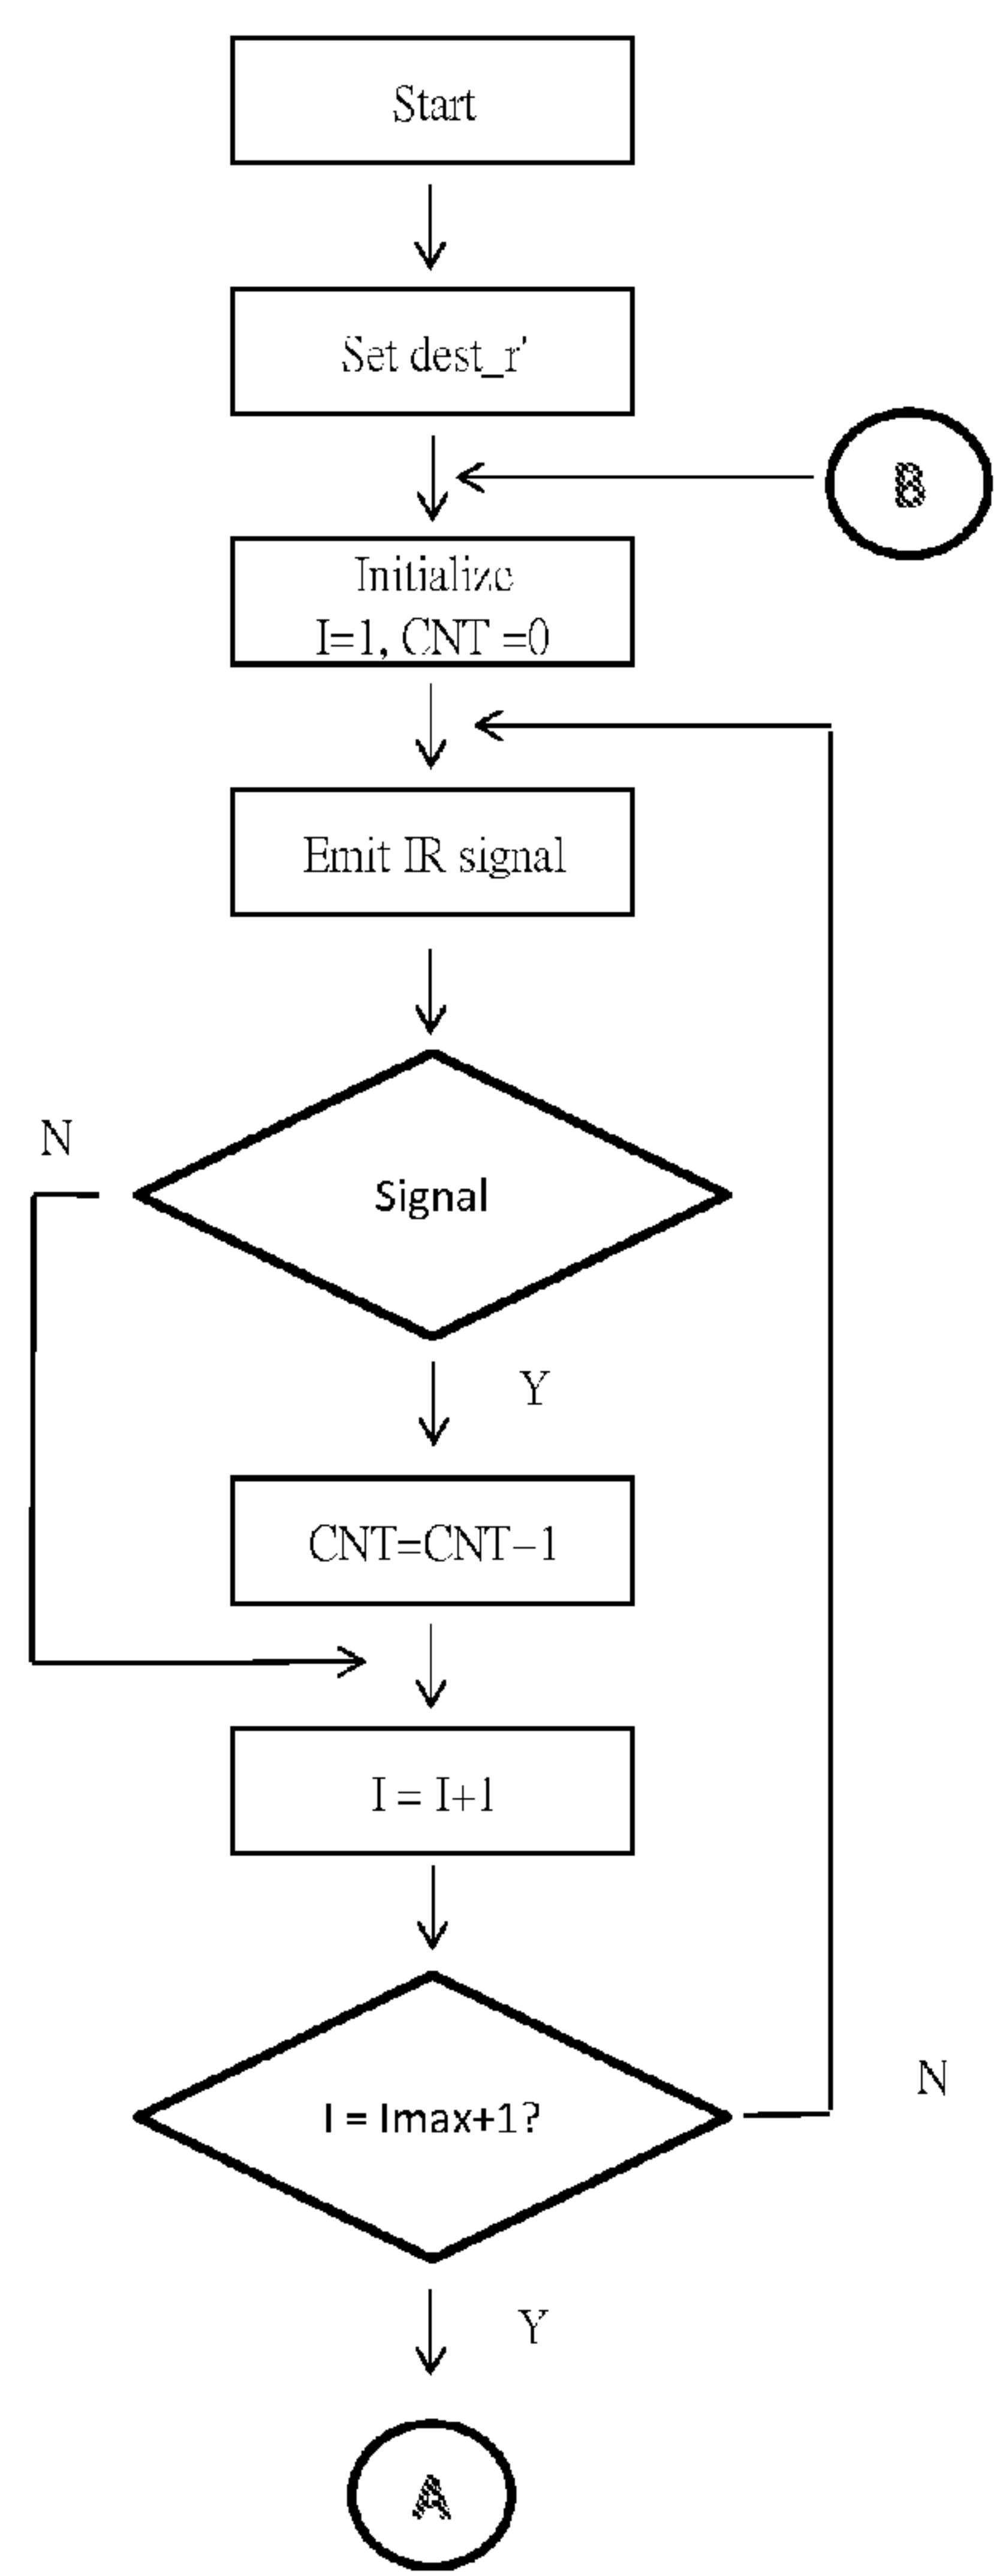 Start
Set dest_r'
B
Initialize
I=1, CNT =0
Emit IR signal
N
Signal
Y
CNT=CNT−1
I = I+1
I = Imax+1?
N
Y
A